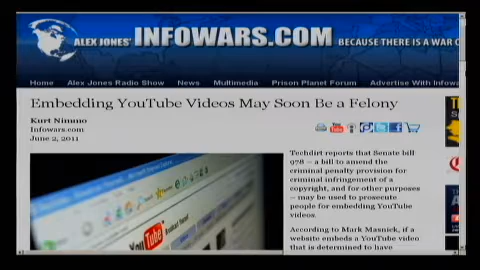 ALEX JONES' INFOWARS.COM BECAUSE THERE IS A WAR O
Home Alex Jones Radio Show News Multimedia Prison Planet Forum Advertise With Infowa
Embedding YouTube Videos May Soon Be a Felony
Kurt Nimmo
Infowars.com
June 2, 2011
Techdirt reports that Senate bill
978 – a bill to amend the
criminal penalty provision for
criminal infringement of a
copyright, and for other purposes
– may be used to prosecute
people for embedding YouTube
videos.
According to Mark Masnick, if a
website embeds a YouTube video
that is determined to have
YouTube